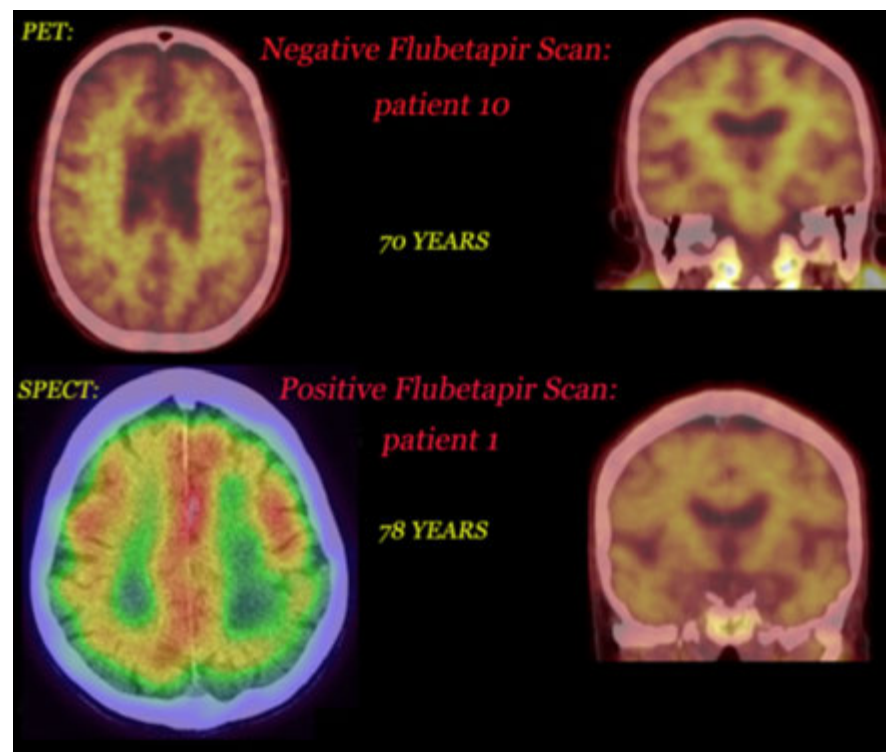 PET:
Negative Flubetapir Scan:
patient 10
70 YEARS
SPECT:
Positive Flubetapir Scan:
patient 1
78 YEARS